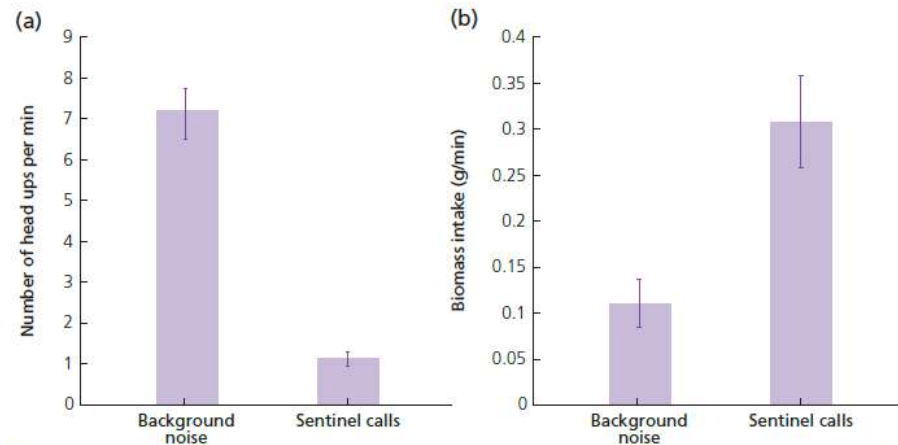 (a)
Number of head ups per min
9
8
7
6
5
4
3
2
1
0
Background
noise
Sentinel calls
(b)
Biomass intake (g/min)
0.4
0.35
0.3
0.25
0.2
0.15
0.1
0.05
0
Background
noise
Sentinel calls